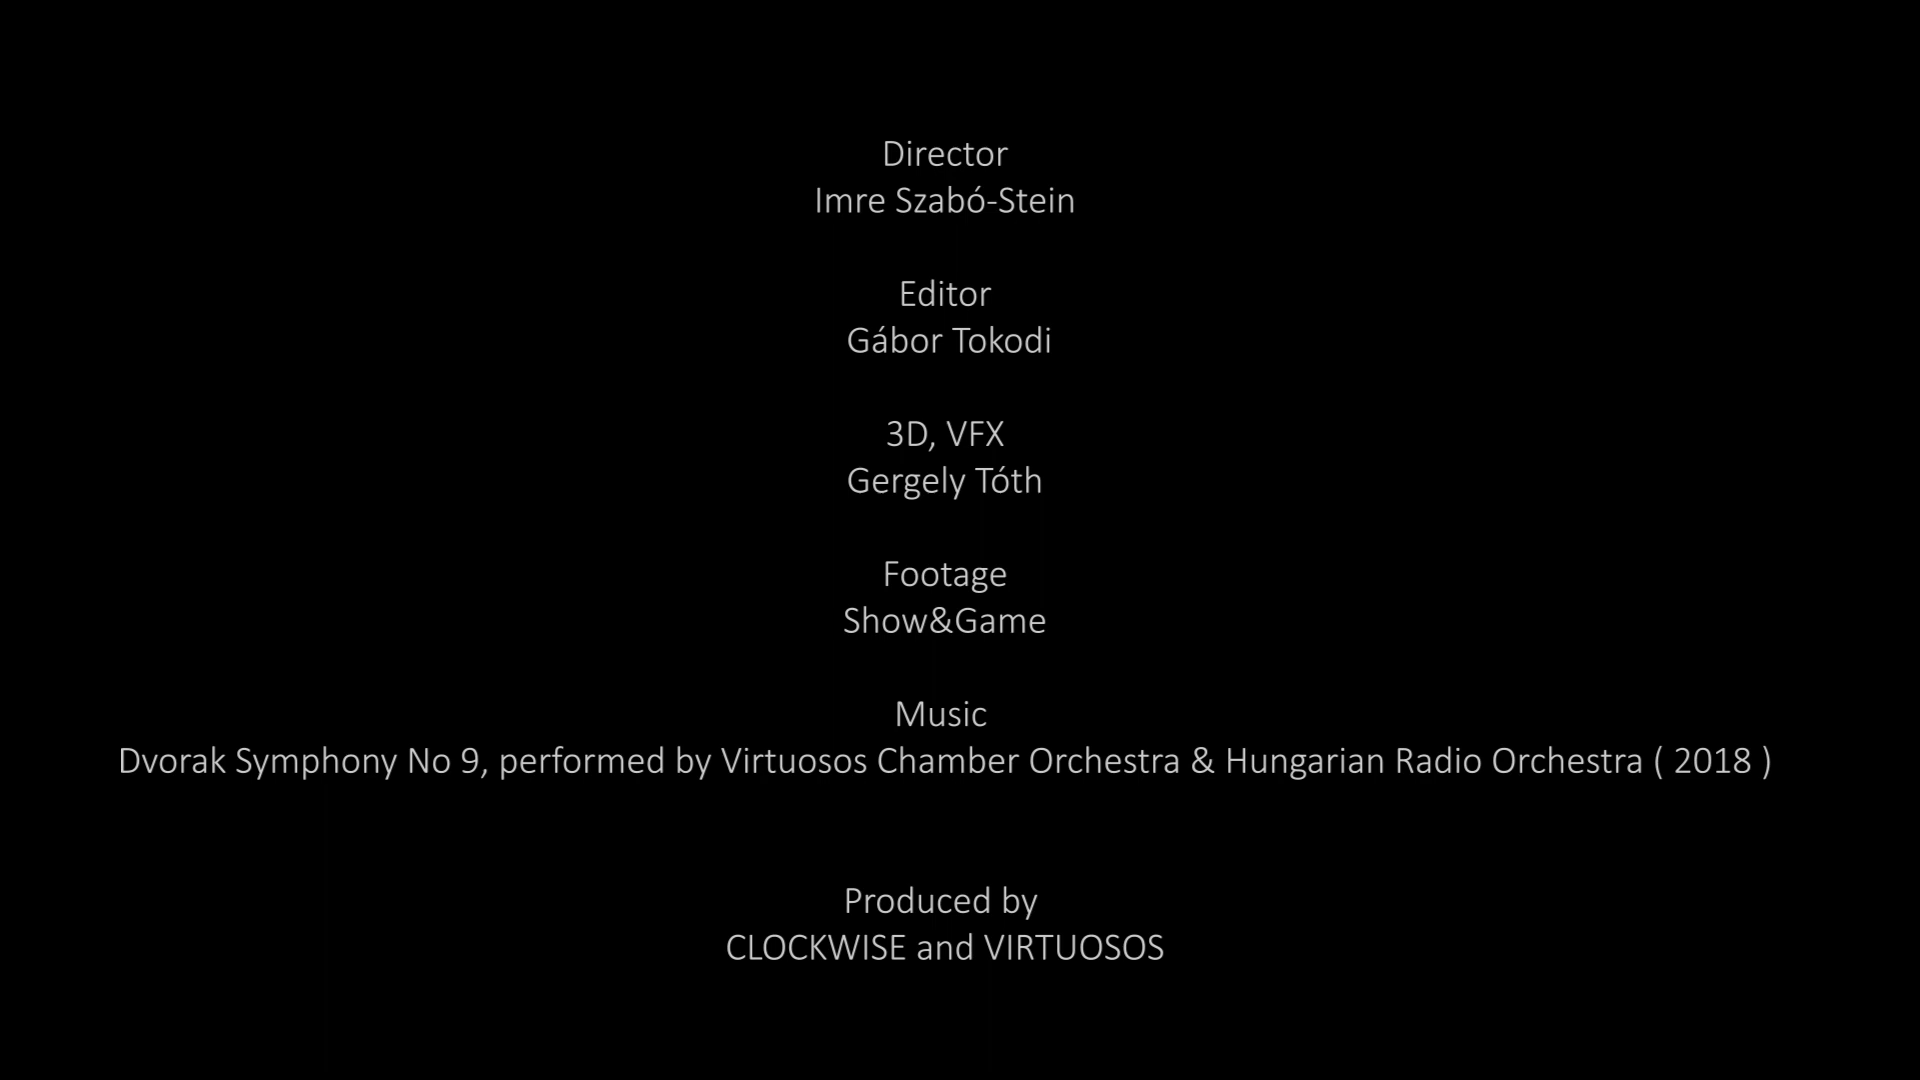 Director
Imre Szabó-Stein
Editor
Gábor Tokodi
3D, VFX
Gergely Tóth
Footage
Show&Game
Music
Dvorak Symphony No 9, performed by Virtuosos Chamber Orchestra & Hungarian Radio Orchestra ( 2018 )
Produced by
CLOCKWISE and VIRTUOSOS